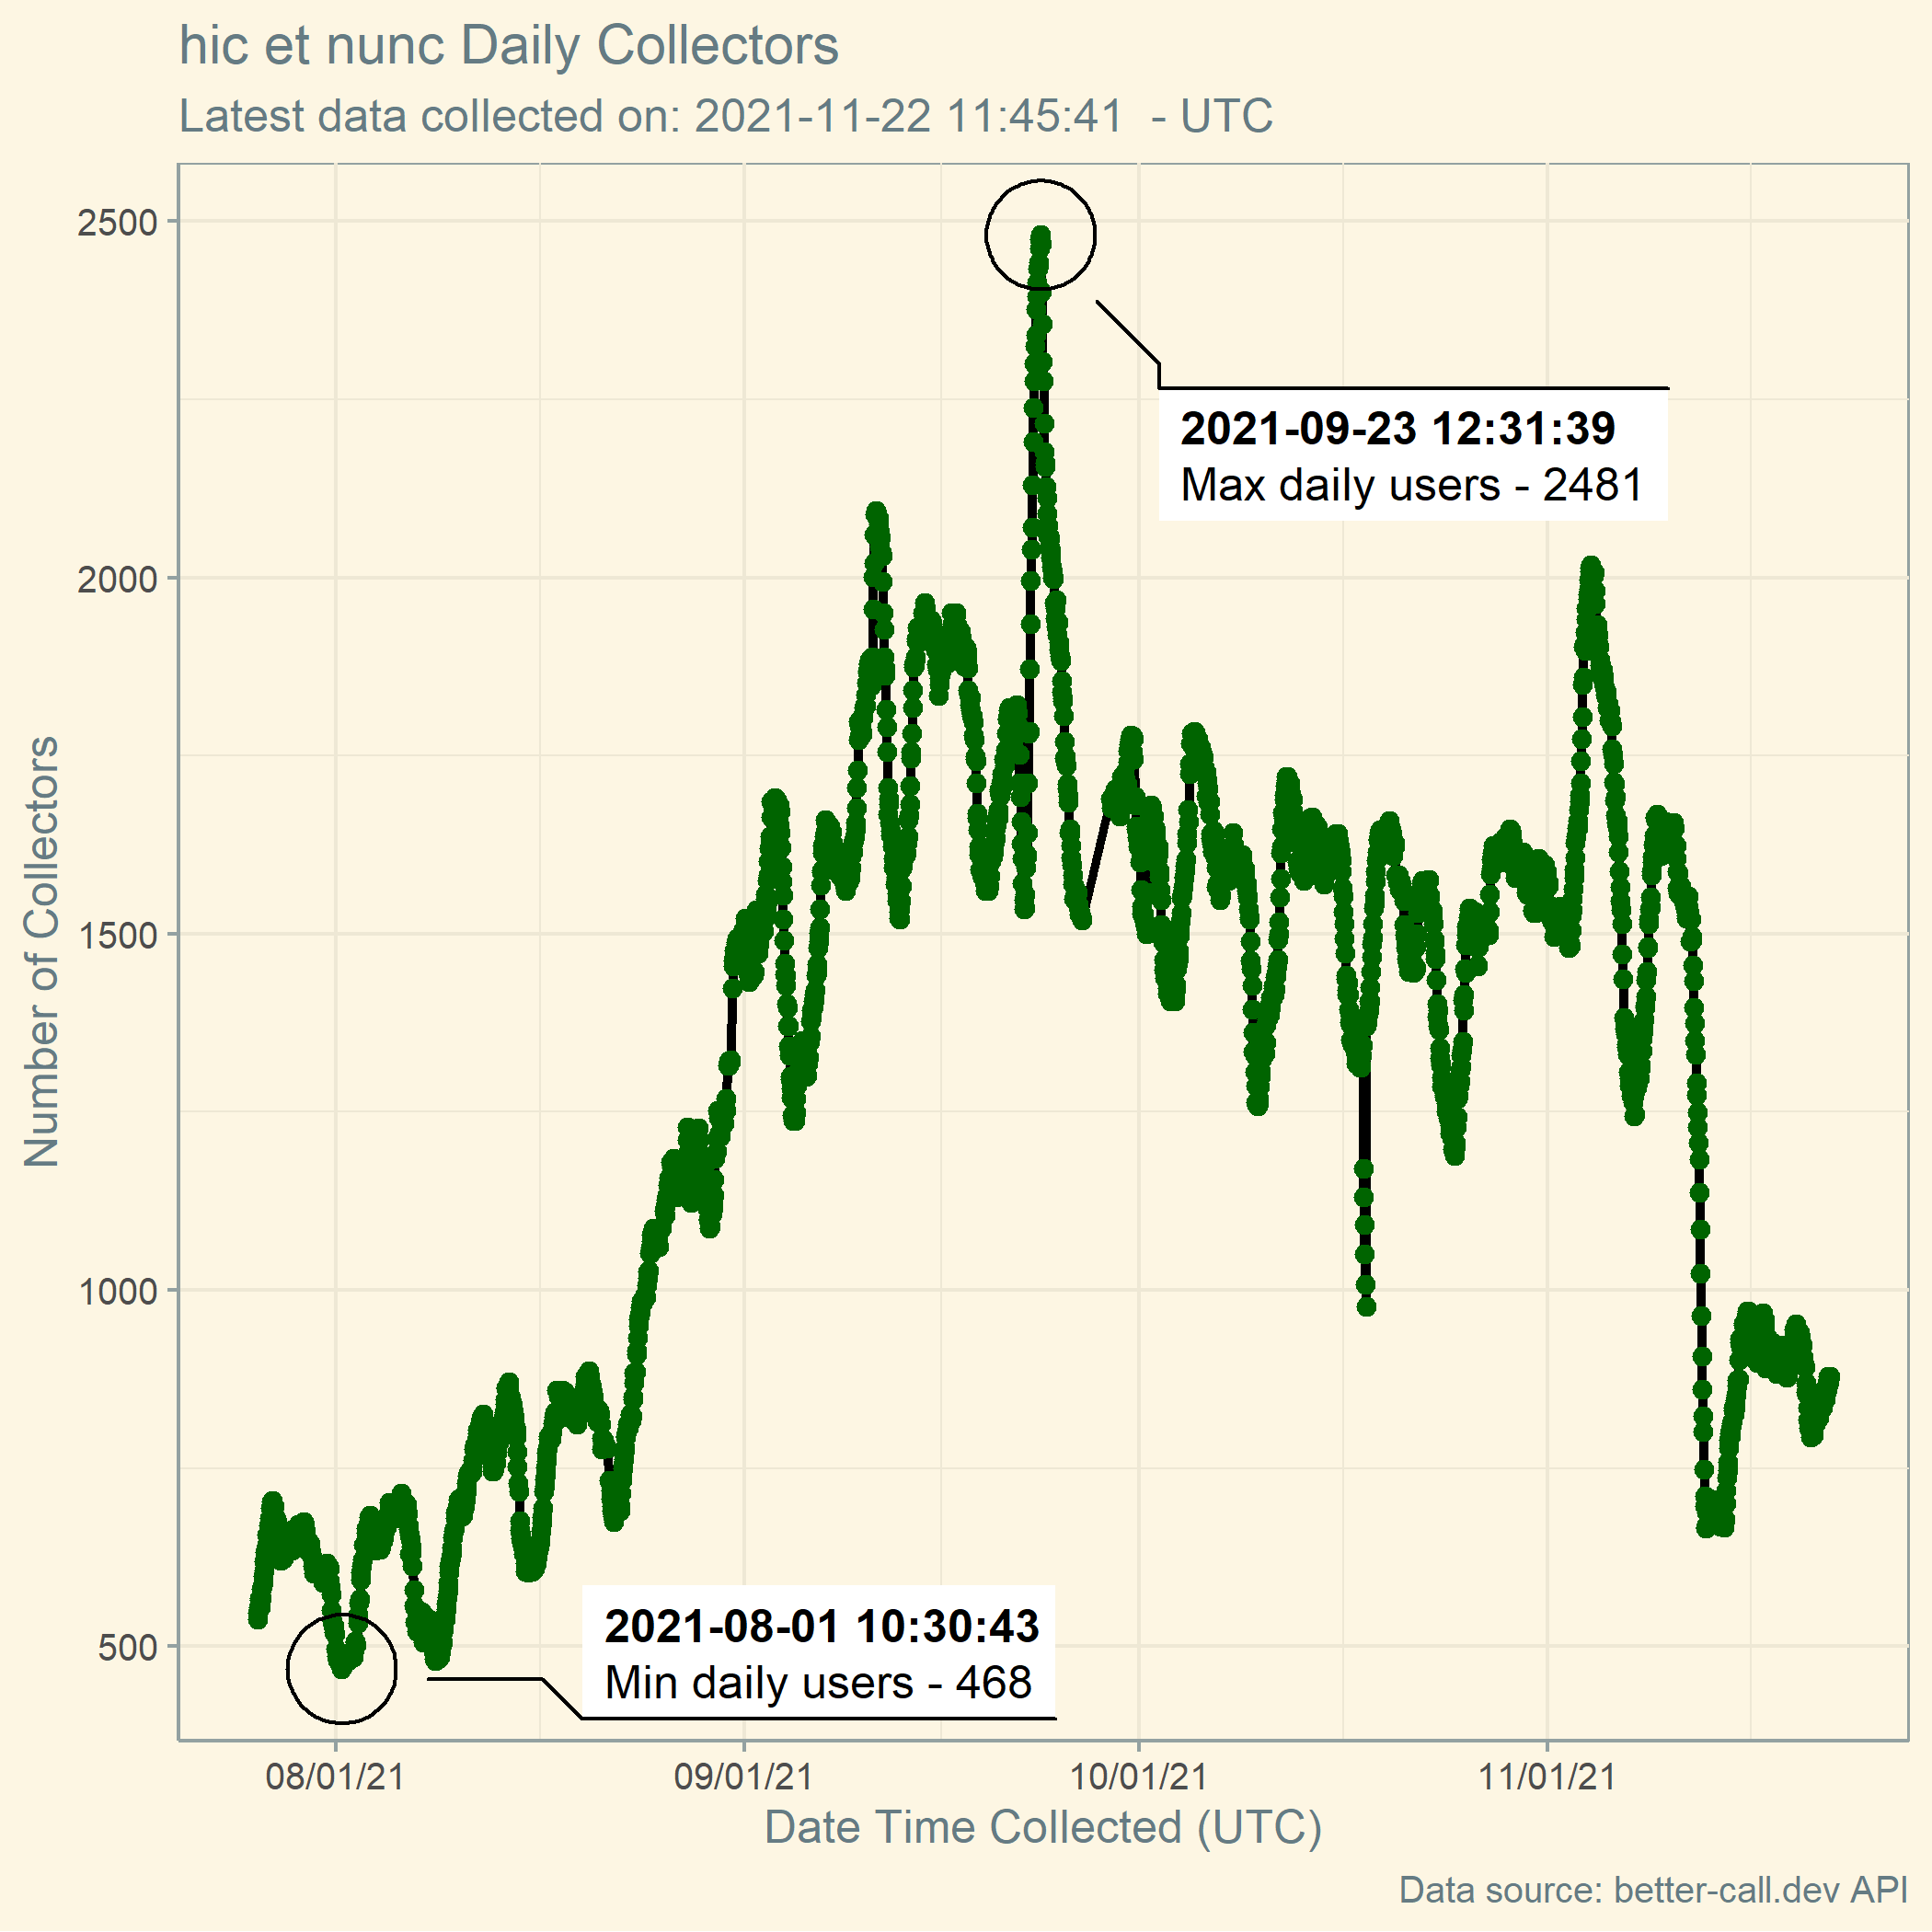 hic et nunc Daily Collectors
Latest data collected on: 2021-11-22 11:45:41  - UTC
2500
2000
1500
1000
500
Number of Collectors
2021-09-23 12:31:39
Max daily users - 2481
2021-08-01 10:30:43
Min daily users - 468
08/01/21
09/01/21
10/01/21
11/01/21
Date Time Collected (UTC)
Data source: better-call.dev API